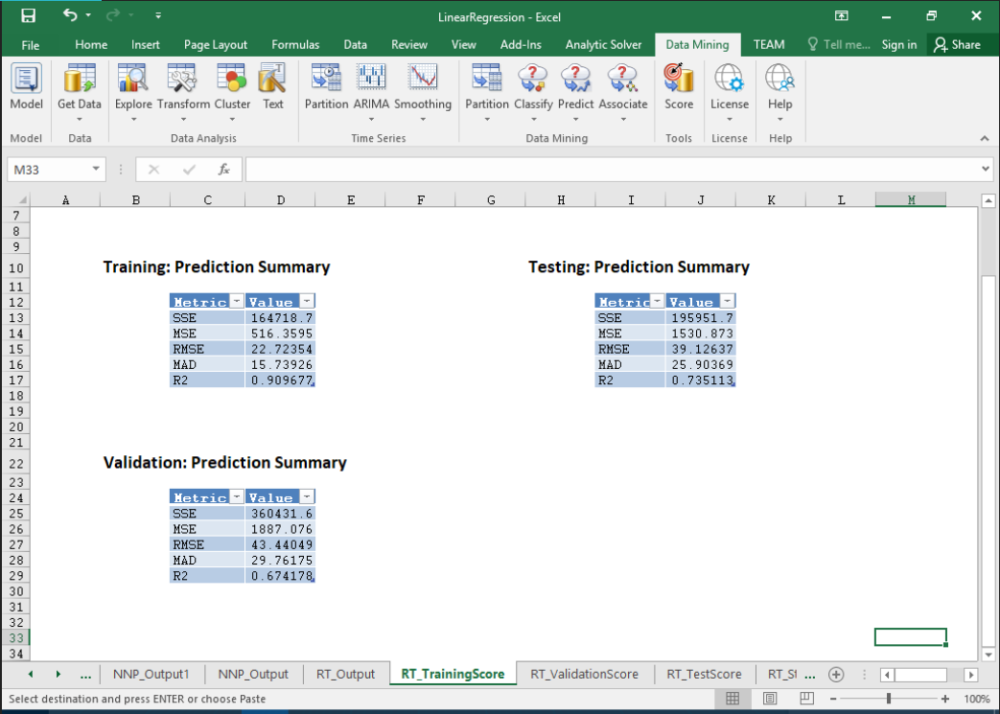 LinearRegression - Excel
File Home Insert Page Layout Formulas Data Review View Add-Ins Analytic Solver Data Mining TEAM Tell me... Sign in Share
Model Get Data Explore Transform Cluster Text Partition ARIMA Smoothing Partition Classify Predict Associate Score License Help
Model Data Data Analysis Time Series Data Mining Tools License Help
M33 fx
A B C D E F G H I J K L M
7
8
9
10 Training: Prediction Summary Testing: Prediction Summary
11
12 Metric Value Metric Value
13 SSE 164718.7 SSE 195951.7
14 MSE 516.3595 MSE 1530.873
15 RMSE 22.72354 RMSE 39.12637
16 MAD 15.73926 MAD 25.90369
17 R2 0.909677 R2 0.735113
18
19
20
21
22 Validation: Prediction Summary
23
24 Metric Value
25 SSE 360431.6
26 MSE 1887.076
27 RMSE 43.44049
28 MAD 29.76175
29 R2 0.674178
30
31
32
33
34
... NNP_Output1 NNP_Output RT_Output RT_TrainingScore RT_ValidationScore RT_TestScore RT_St ...
Select destination and press ENTER or choose Paste 100%